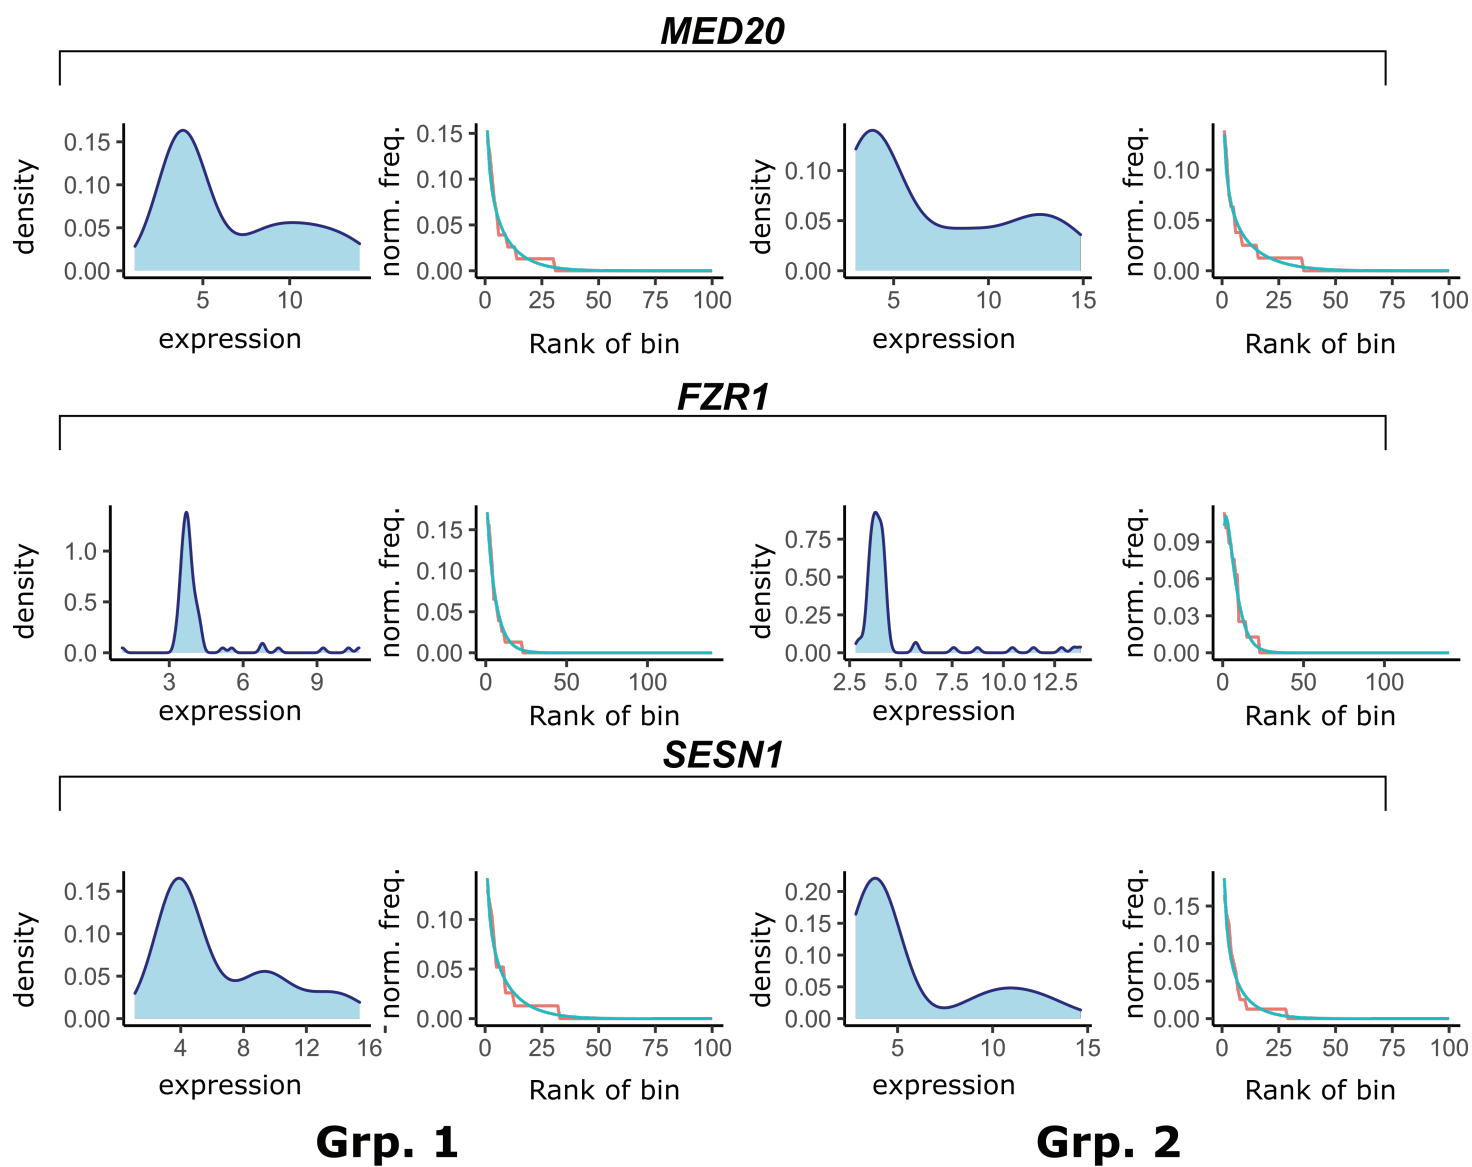 MED20
density
0.15
0.10
0.05
0.00
5 10
expression
norm. freq.
0.15
0.10
0.05
0.00
0 25 50 75 100
Rank of bin
density
0.10
0.05
0.00
5 10 15
expression
norm. freq.
0.10
0.05
0.00
0 25 50 75 100
Rank of bin
FZR1
density
1.0
0.5
0.0
3 6 9
expression
norm. freq.
0.15
0.10
0.05
0.00
0 50 100
Rank of bin
density
0.75
0.50
0.25
0.00
2.5 5.0 7.5 10.0 12.5
expression
norm. freq.
0.09
0.06
0.03
0.00
0 50 100
Rank of bin
SESN1
density
0.15
0.10
0.05
0.00
4 8 12 16
expression
norm. freq.
0.10
0.05
0.00
0 25 50 75 100
Rank of bin
density
0.20
0.15
0.10
0.05
0.00
5 10 15
expression
norm. freq.
0.15
0.10
0.05
0.00
0 25 50 75 100
Rank of bin
Grp. 1
Grp. 2